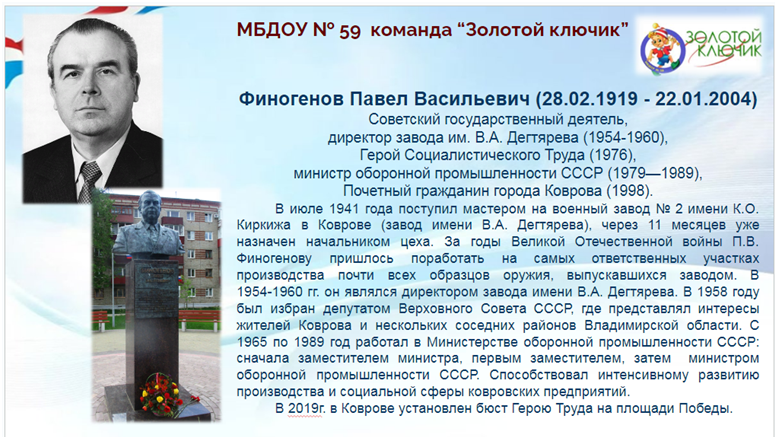 МБДОУ № 59 команда “Золотой ключик”
ЗОЛОТОЙ
КЛЮЧИК
Финогенов Павел Васильевич (28.02.1919 - 22.01.2004)
Советский государственный деятель,
директор завода им. В.А. Дегтярева (1954-1960),
Герой Социалистического Труда (1976),
министр оборонной промышленности СССР (1979—1989),
Почетный гражданин города Коврова (1998).
В июле 1941 года поступил мастером на военный завод № 2 имени К.О.
Киркижа в Коврове (завод имени В.А. Дегтярева), через 11 месяцев уже
назначен начальником цеха. За годы Великой Отечественной войны П.В.
Финогенову пришлось поработать на самых ответственных участках
производства почти всех образцов оружия, выпускавшихся заводом. В
1954-1960 гг. он являлся директором завода имени В.А. Дегтярева. В 1958 году
был избран депутатом Верховного Совета СССР, где представлял интересы
жителей Коврова и нескольких соседних районов Владимирской области. С
1965 по 1989 год работал в Министерстве оборонной промышленности СССР:
сначала заместителем министра, первым заместителем, затем министром
оборонной промышленности СССР. Способствовал интенсивному развитию
производства и социальной сферы ковровских предприятий.
В 2019г. в Коврове установлен бюст Герою Труда на площади Победы.